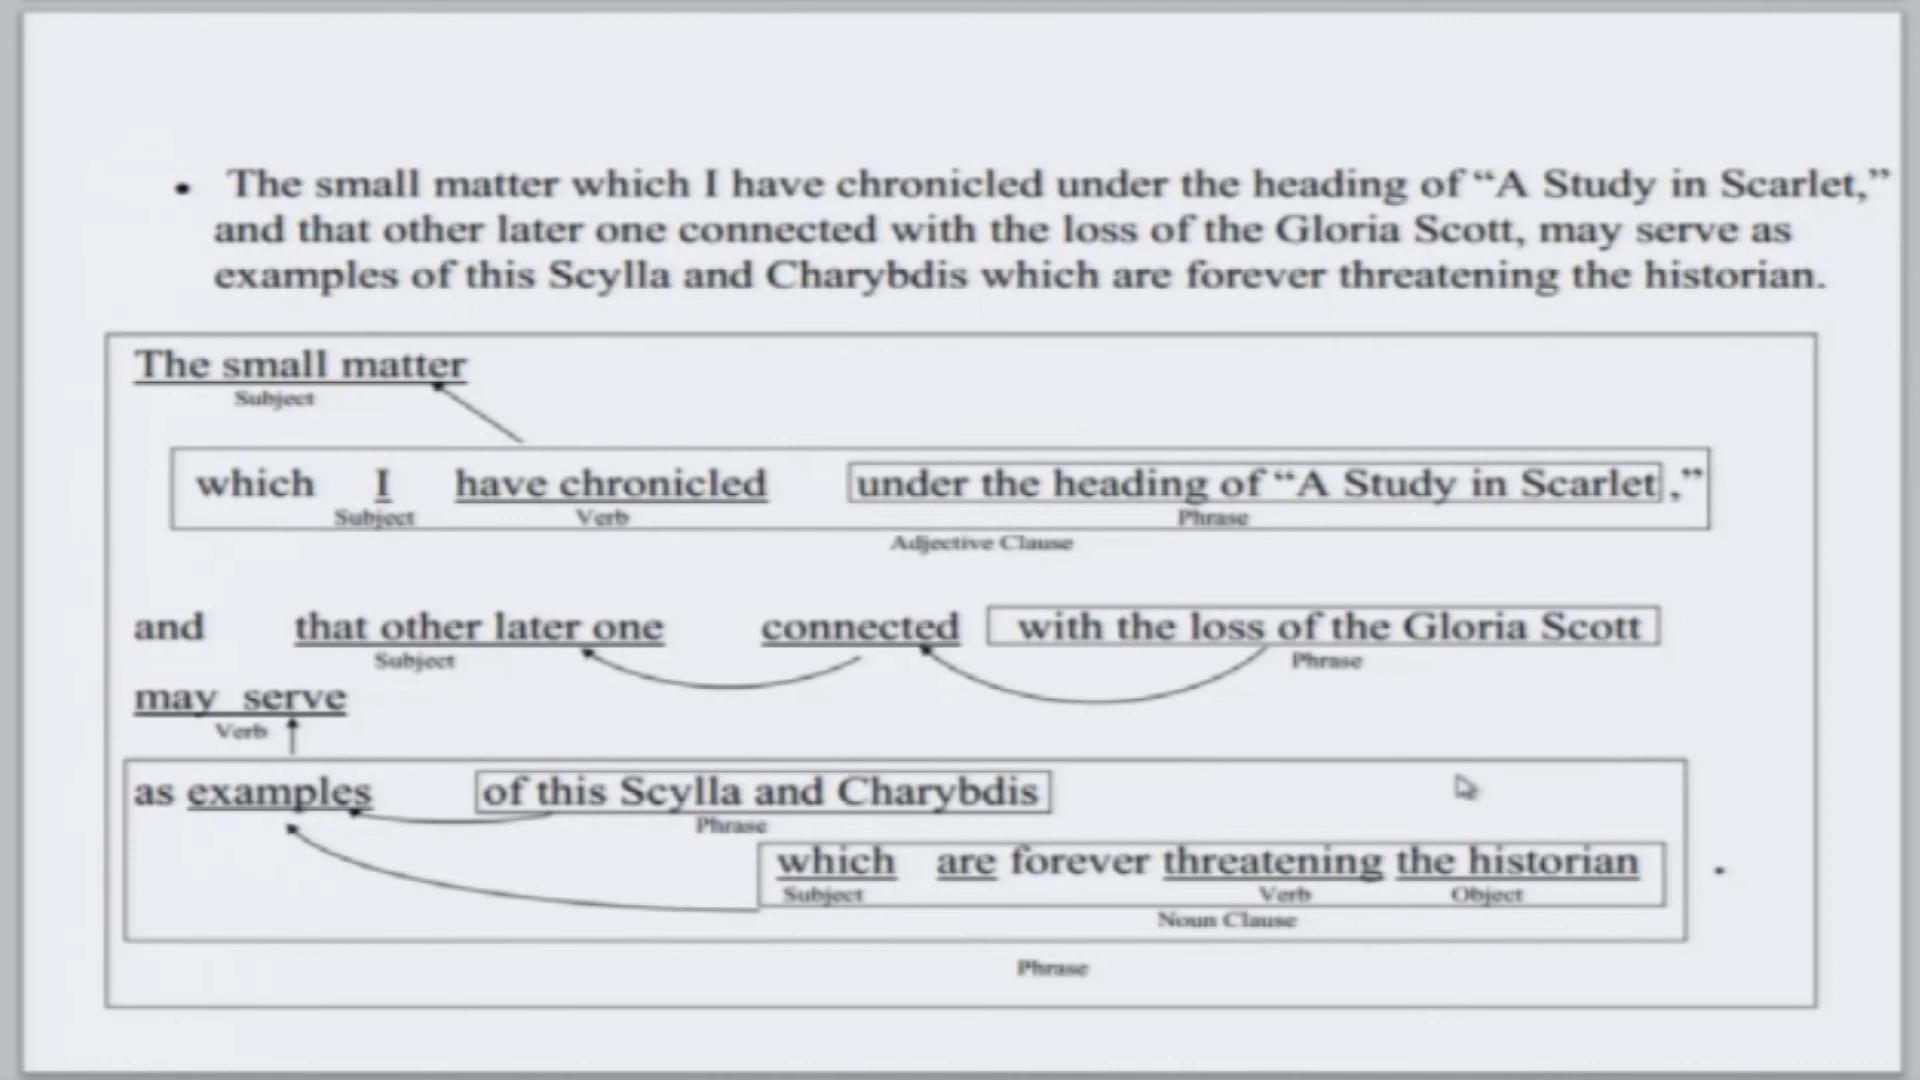 • The small matter which I have chronicled under the heading of “A Study in Scarlet,”
and that other later one connected with the loss of the Gloria Scott, may serve as
examples of this Scylla and Charybdis which are forever threatening the historian.
The small matter
Subject
which I have chronicled under the heading of “A Study in Scarlet,”
Subject Verb Phrase
Adjective Clause
and that other later one connected with the loss of the Gloria Scott
Subject Phrase
may serve
Verb
as examples of this Scylla and Charybdis
Phrase
which are forever threatening the historian .
Subject Verb Object
Noun Clause
Phrase